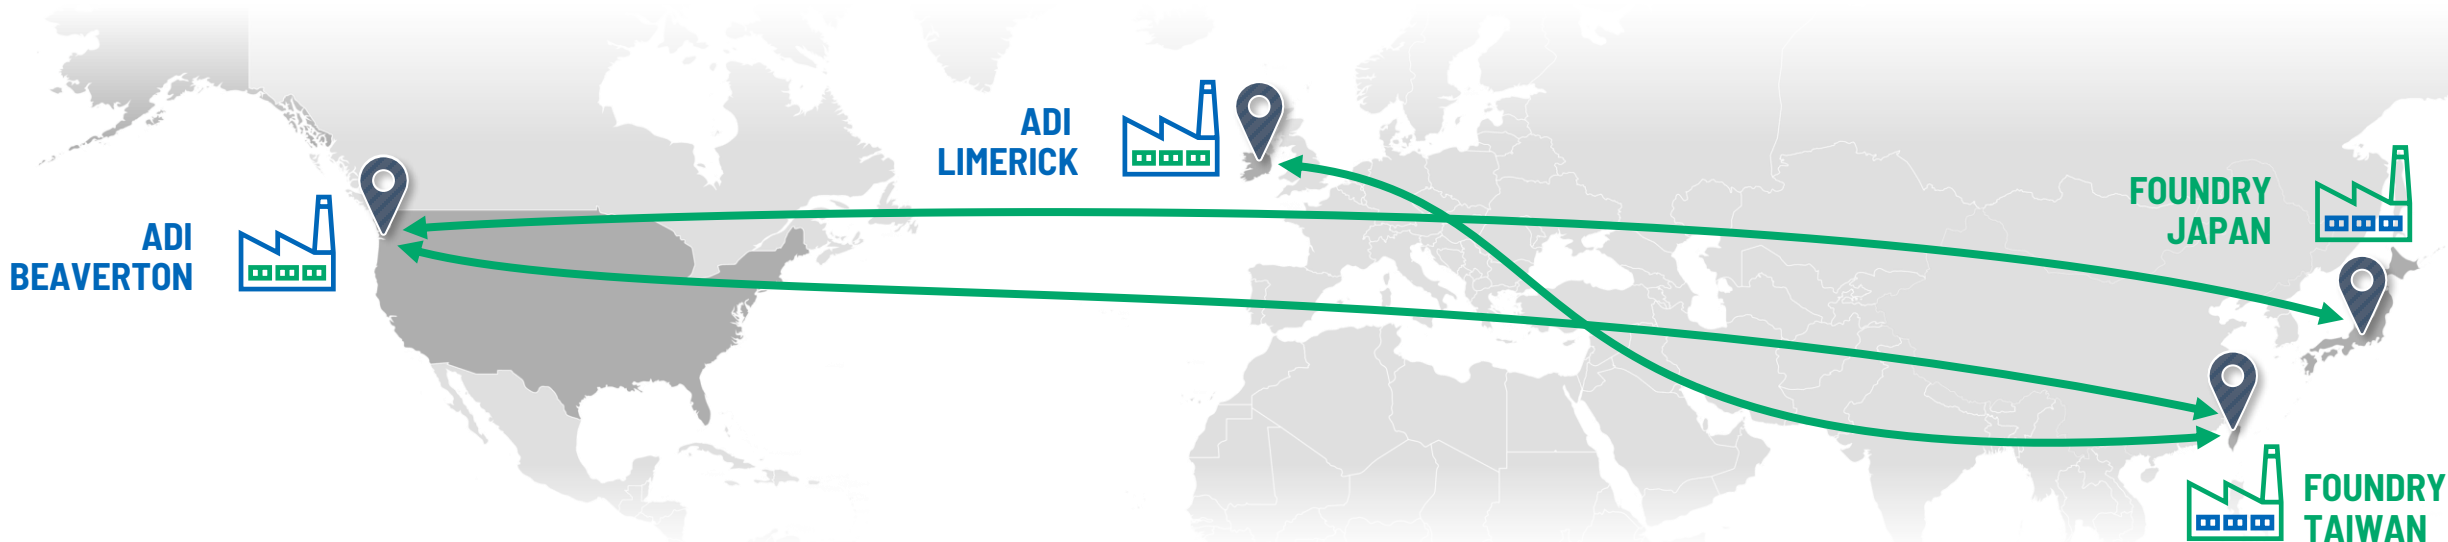 ADI
BEAVERTON
ADI
LIMERICK
FOUNDRY
JAPAN
FOUNDRY
TAIWAN